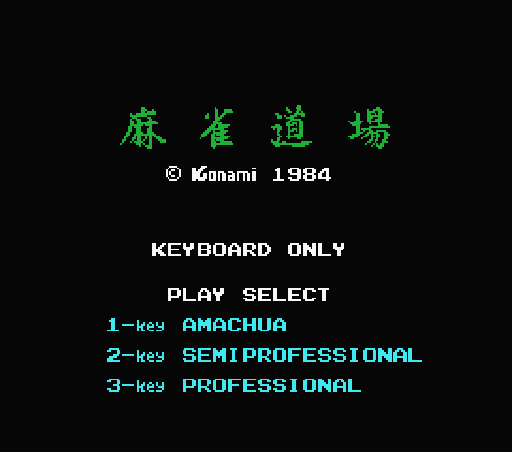 麻雀道場
© Konami 1984
KEYBOARD ONLY
PLAY SELECT
1-key AMACHUA
2-key SEMIPROFESSIONAL
3-key PROFESSIONAL